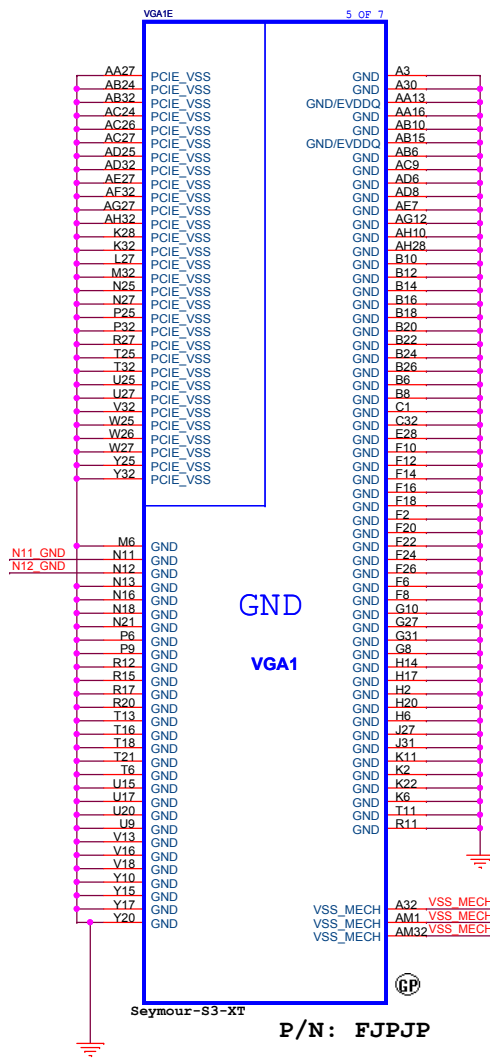 VGA1E 5 OF 7
AA27 PCIE_VSS GND A3
AB24 PCIE_VSS GND A30
AB32 PCIE_VSS GND/EVDDQ AA13
AC24 PCIE_VSS GND AA16
AC26 PCIE_VSS GND AB10
AC27 PCIE_VSS GND/EVDDQ AB15
AD25 PCIE_VSS GND AB6
AD32 PCIE_VSS GND AC9
AE27 PCIE_VSS GND AD6
AF32 PCIE_VSS GND AD8
AG27 PCIE_VSS GND AE7
AH32 PCIE_VSS GND AG12
K28 PCIE_VSS GND AH10
K32 PCIE_VSS GND AH28
L27 PCIE_VSS GND B10
M32 PCIE_VSS GND B12
N25 PCIE_VSS GND B14
N27 PCIE_VSS GND B16
P25 PCIE_VSS GND B18
P32 PCIE_VSS GND B20
R27 PCIE_VSS GND B22
T25 PCIE_VSS GND B24
T32 PCIE_VSS GND B26
U25 PCIE_VSS GND B6
U27 PCIE_VSS GND B8
V32 PCIE_VSS GND C1
W25 PCIE_VSS GND C32
W26 PCIE_VSS GND E28
W27 PCIE_VSS GND F10
Y25 PCIE_VSS GND F12
Y32 PCIE_VSS GND F14
GND F16
GND F18
GND F2
GND F20
M6 GND GND F22
N11_GND N11 GND GND F24
N12_GND N12 GND GND F26
N13 GND GND F6
N16 GND GND F8
N18 GND GND G10
N21 GND GND G27
P6 GND GND G31
P9 GND GND G8
R12 GND GND H14
R15 GND GND H17
R17 GND GND H2
R20 GND GND H20
T13 GND GND H6
T16 GND GND J27
T18 GND GND J31
T21 GND GND K11
T6 GND GND K2
U15 GND GND K22
U17 GND GND K6
U20 GND GND T11
U9 GND GND R11
V13 GND
V16 GND
V18 GND
Y10 GND
Y15 GND
Y17 GND
Y20 GND
GND
VGA1
VSS_MECH A32 VSS_MECH
VSS_MECH AM1 VSS_MECH
VSS_MECH AM32 VSS_MECH
GP
Seymour-S3-XT
P/N: FJPJP